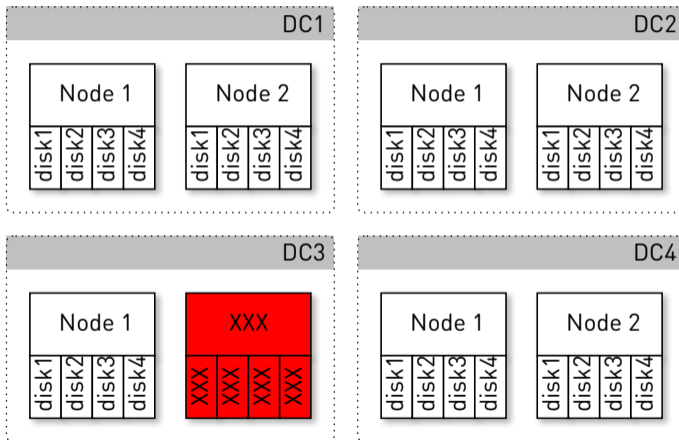 DC1
Node 1
disk1
disk2
disk3
disk4
Node 2
disk1
disk2
disk3
disk4
DC2
Node 1
disk1
disk2
disk3
disk4
Node 2
disk1
disk2
disk3
disk4
DC3
Node 1
disk1
disk2
disk3
disk4
XXX
XXX
XXX
XXX
XXX
DC4
Node 1
disk1
disk2
disk3
disk4
Node 2
disk1
disk2
disk3
disk4